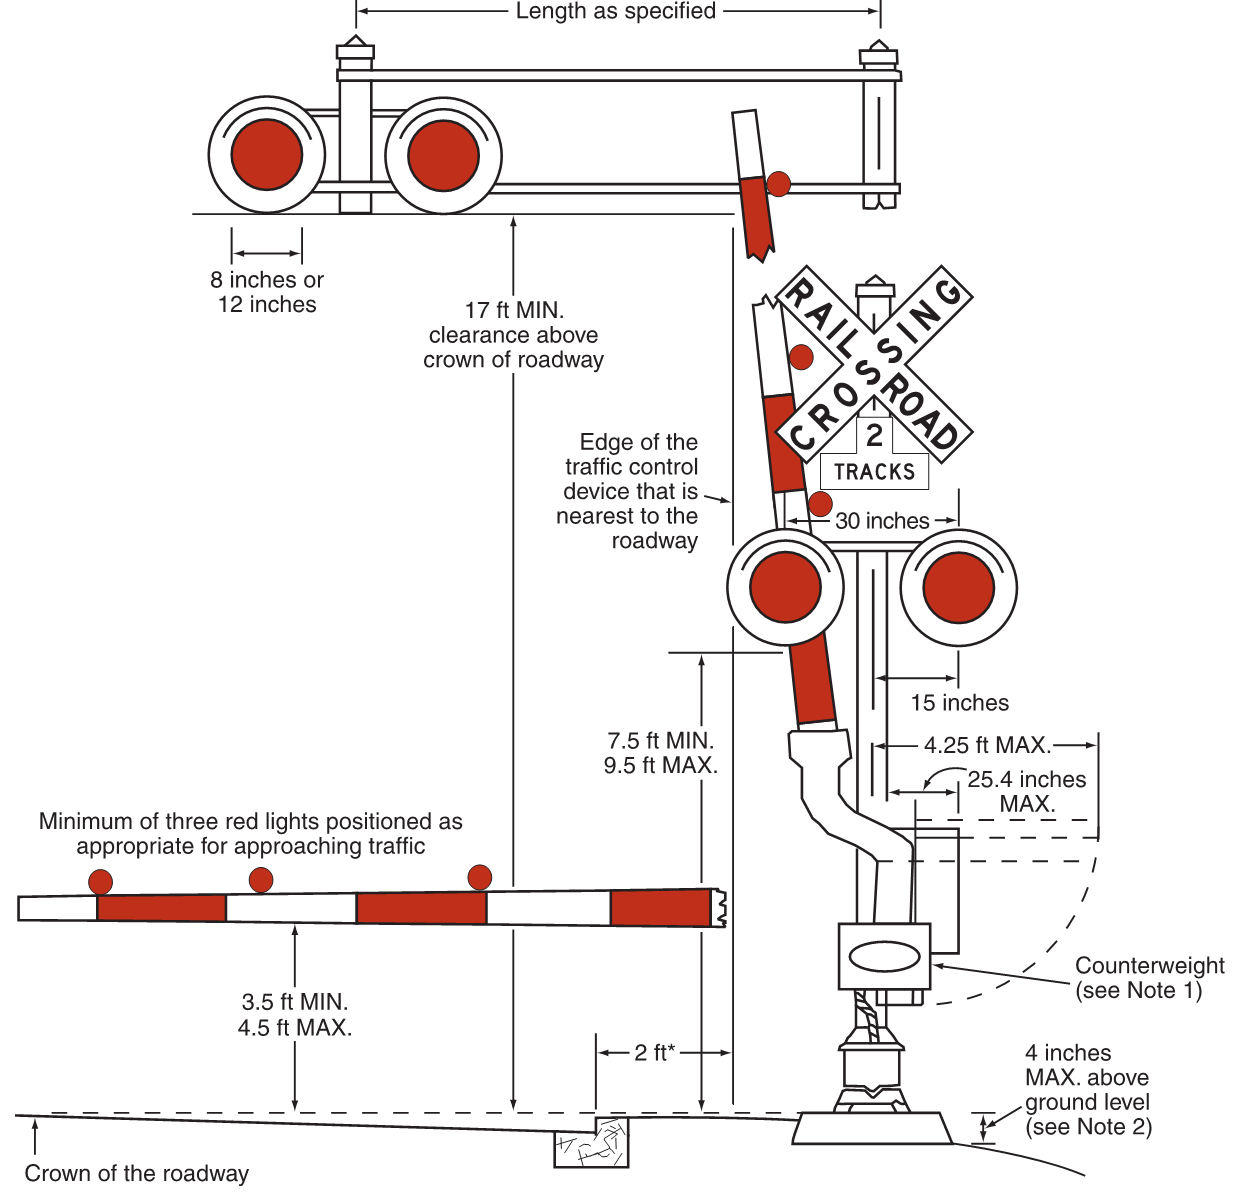 Length as specified
8 inches or
12 inches
17 ft MIN.
clearance above
crown of roadway
RAILROAD
CROSSING
2
TRACKS
Edge of the
traffic control
device that is
nearest to the
roadway
30 inches
15 inches
7.5 ft MIN.
9.5 ft MAX.
4.25 ft MAX.
25.4 inches
MAX.
Minimum of three red lights positioned as
appropriate for approaching traffic
3.5 ft MIN.
4.5 ft MAX.
Counterweight
(see Note 1)
2 ft*
4 inches
MAX. above
ground level
(see Note 2)
Crown of the roadway